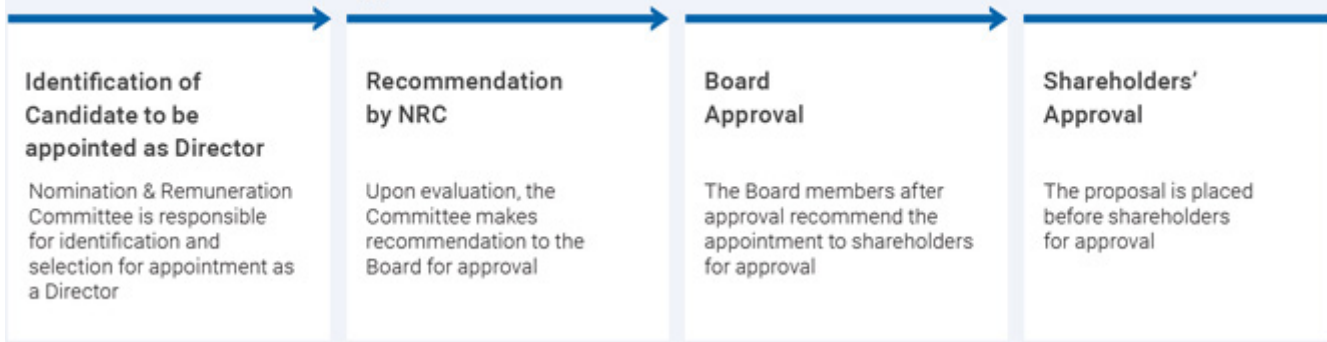 Identification of
Candidate to be
appointed as Director
Nomination & Remuneration
Committee is responsible
for identification and
selection for appointment as
a Director
Recommendation
by NRC
Upon evaluation, the
Committee makes
recommendation to the
Board for approval
Board
Approval
The Board members after
approval recommend the
appointment to shareholders
for approval
Shareholders’
Approval
The proposal is placed
before shareholders
for approval